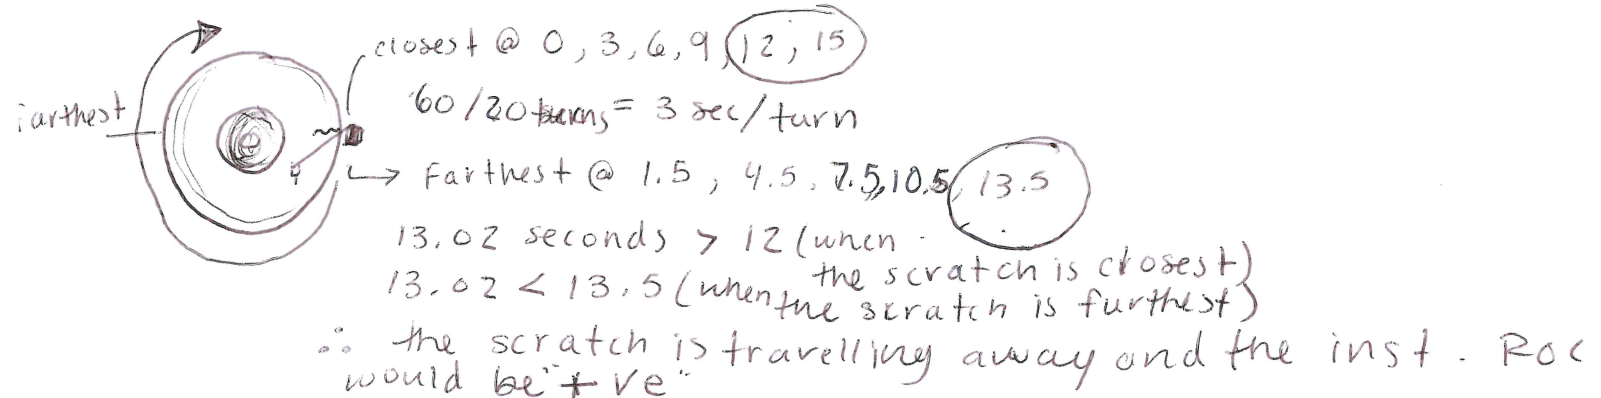 closest @ 0, 3, 6, 9, 12, 15
farthest
60/20 turns = 3 sec/turn
→ Farthest @ 1.5, 4.5, 7.5, 10.5, 13.5
13.02 seconds > 12 (when the scratch is closest)
13.02 < 13.5 (when the scratch is furthest)
∴ the scratch is travelling away and the inst. Roc
would be "+ve"